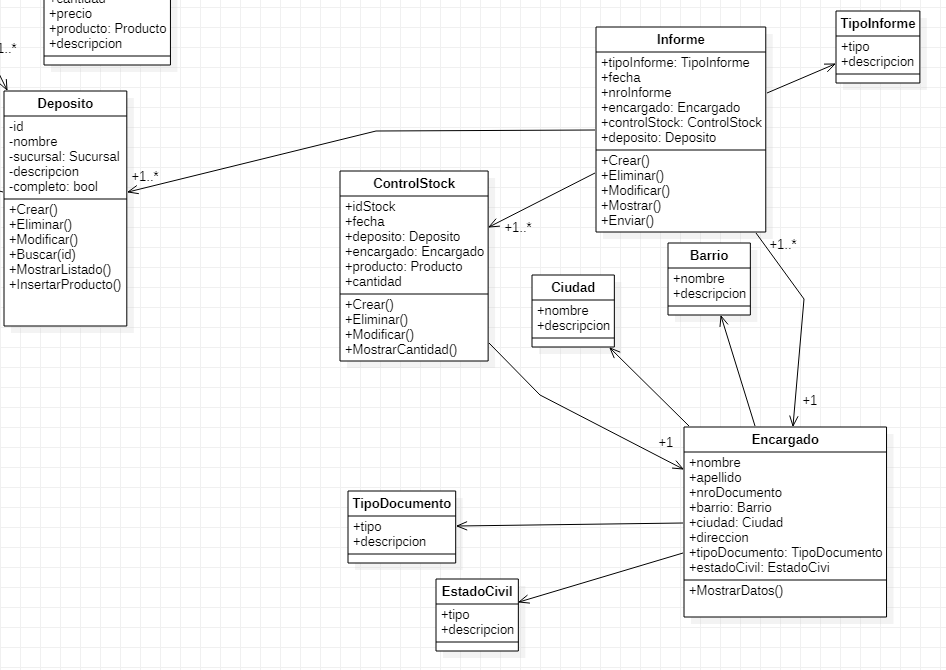 +precio
+producto: Producto
+descripcion
1..*
Deposito
-id
-nombre
-sucursal: Sucursal
-descripcion
-completo: bool
+Crear()
+Eliminar()
+Modificar()
+Buscar(id)
+MostrarListado()
+InsertarProducto()
+1..*
ControlStock
+idStock
+fecha
+deposito: Deposito
+encargado: Encargado
+producto: Producto
+cantidad
+Crear()
+Eliminar()
+Modificar()
+MostrarCantidad()
+1..*
Informe
+tipoInforme: TipoInforme
+fecha
+nroInforme
+encargado: Encargado
+controlStock: ControlStock
+deposito: Deposito
+Crear()
+Eliminar()
+Modificar()
+Mostrar()
+Enviar()
TipoInforme
+tipo
+descripcion
+1..*
Barrio
+nombre
+descripcion
Ciudad
+nombre
+descripcion
+1
+1
Encargado
+nombre
+apellido
+nroDocumento
+barrio: Barrio
+ciudad: Ciudad
+direccion
+tipoDocumento: TipoDocumento
+estadoCivil: EstadoCivi
+MostrarDatos()
TipoDocumento
+tipo
+descripcion
EstadoCivil
+tipo
+descripcion